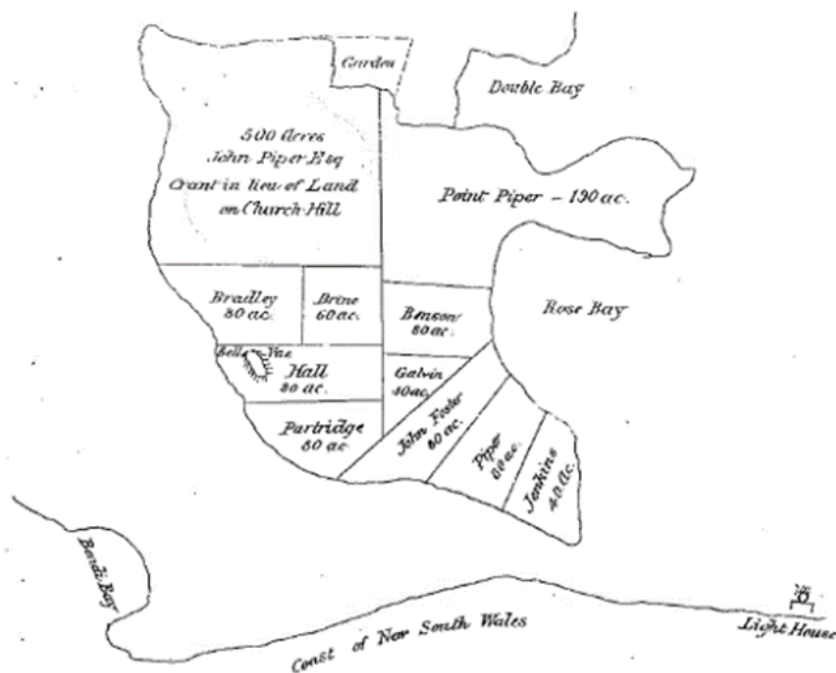 Garden
Double Bay
500 Acres
John Piper Esq
Grant in lieu of Land
on Church Hill
Point Piper – 190 ac.
Bradley
80 ac.
Brine
60 ac.
Benson
80 ac.
Rose Bay
Hall
80 ac.
Galvin
40 ac.
Partridge
80 ac.
John Foster
80 ac.
Piper
Jenkins
40 Ac.
Bondi Bay
Coast of New South Wales
Light House